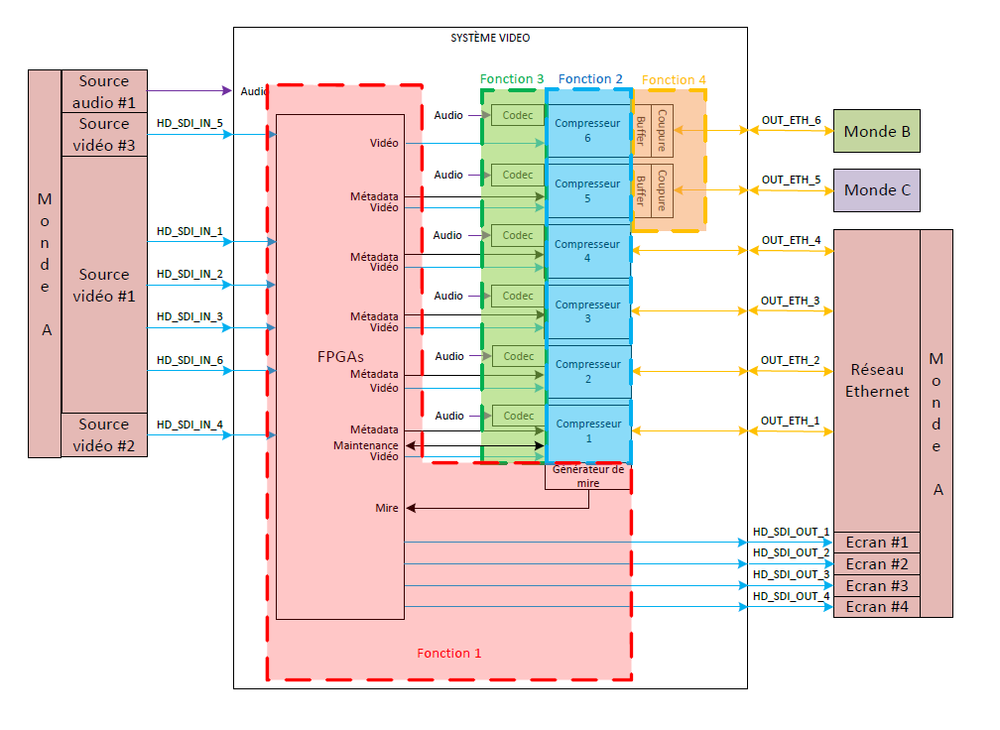 SYSTÈME VIDEO
Monde A
Source
audio #1
Source
vidéo #3
Source
vidéo #1
Source
vidéo #2
HD_SDI_IN_5
HD_SDI_IN_1
HD_SDI_IN_2
HD_SDI_IN_3
HD_SDI_IN_6
HD_SDI_IN_4
Audio
FPGAs
Vidéo
Métadata
Vidéo
Métadata
Vidéo
Métadata
Vidéo
Métadata
Vidéo
Métadata
Maintenance
Vidéo
Mire
Fonction 1
Fonction 3
Fonction 2
Fonction 4
Audio
Codec
Compresseur
6
Buffer
Coupure
Audio
Codec
Compresseur
5
Buffer
Coupure
Audio
Codec
Compresseur
4
Audio
Codec
Compresseur
3
Audio
Codec
Compresseur
2
Audio
Codec
Compresseur
1
Générateur de
mire
OUT_ETH_6
OUT_ETH_5
OUT_ETH_4
OUT_ETH_3
OUT_ETH_2
OUT_ETH_1
HD_SDI_OUT_1
HD_SDI_OUT_2
HD_SDI_OUT_3
HD_SDI_OUT_4
Monde B
Monde C
Réseau
Ethernet
Ecran #1
Ecran #2
Ecran #3
Ecran #4
Monde A